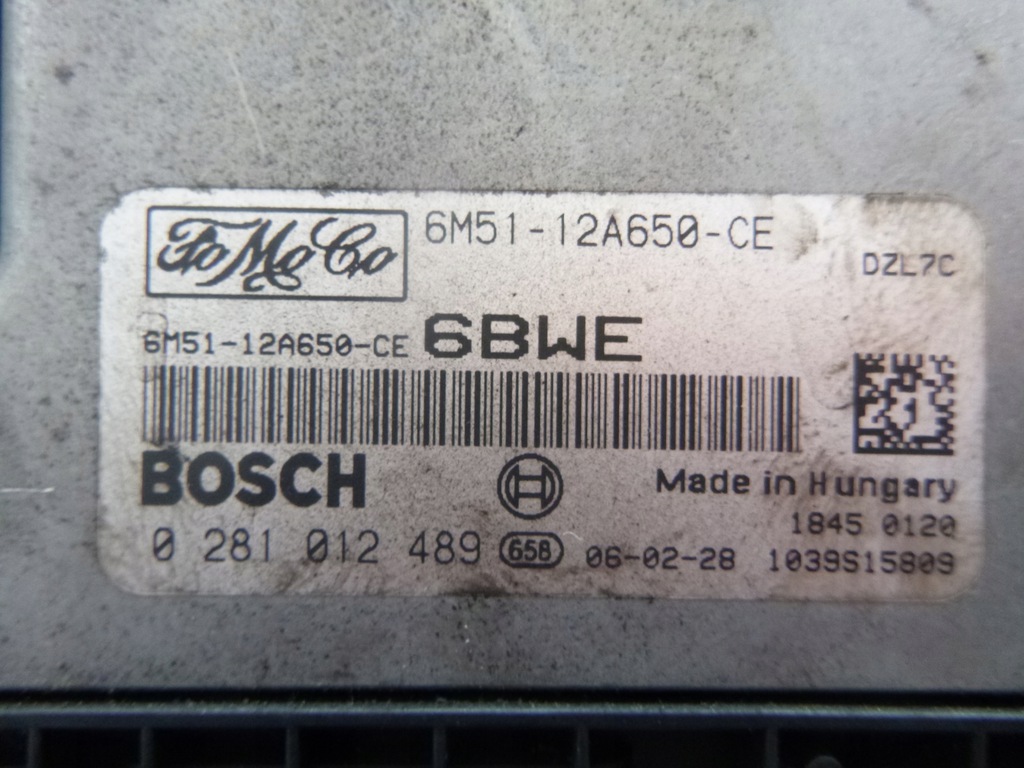 FoMoCo 6M51-12A650-CE
DZL7C
6M51-12A650-CE 6BWE
BOSCH
Made in Hungary
1845 0120
0 281 012 489 658 06-02-28 1039S15809